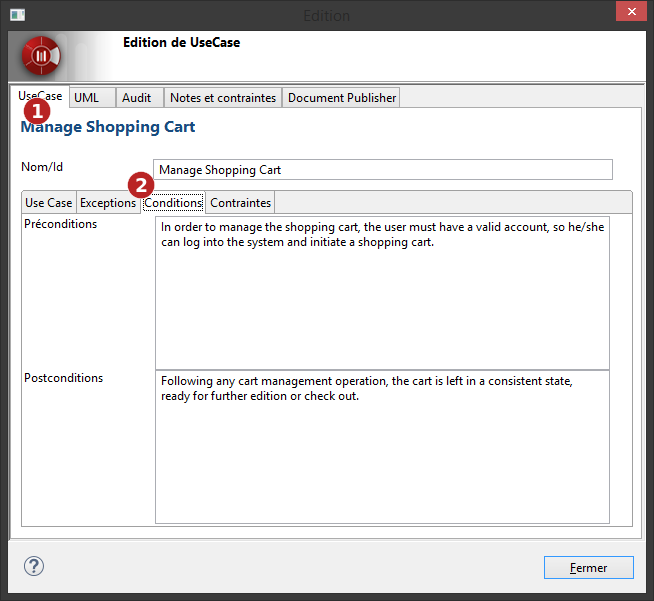 Edition
Edition de UseCase
UseCase UML Audit Notes et contraintes Document Publisher
1
Manage Shopping Cart
Nom/Id Manage Shopping Cart
2
Use Case Exceptions Conditions Contraintes
Préconditions
In order to manage the shopping cart, the user must have a valid account, so he/she
can log into the system and initiate a shopping cart.
Postconditions
Following any cart management operation, the cart is left in a consistent state,
ready for further edition or check out.
?
Fermer